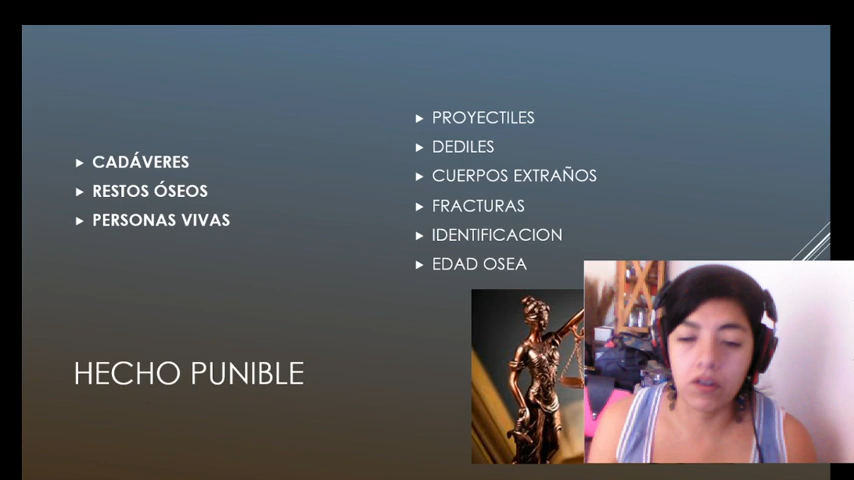 CADÁVERES
RESTOS ÓSEOS
PERSONAS VIVAS
PROYECTILES
DEDILES
CUERPOS EXTRAÑOS
FRACTURAS
IDENTIFICACION
EDAD OSEA
HECHO PUNIBLE